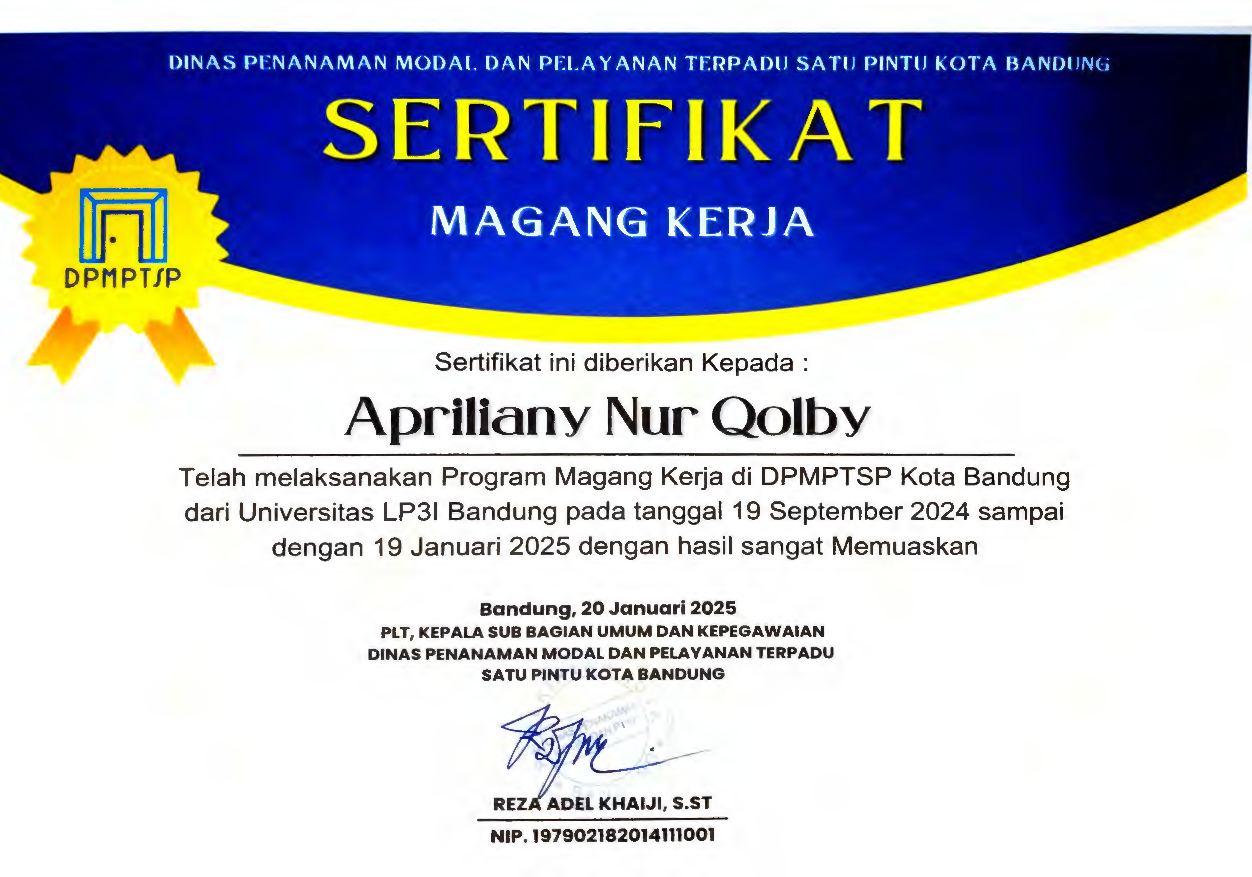 DINAS PENANAMAN MODAL DAN PELAYANAN TERPADU SATU PINTU KOTA BANDUNG
SERTIFIKAT
MAGANG KERJA
DPMPTSP
Sertifikat ini diberikan Kepada :
Apriliany Nur Qolby
Telah melaksanakan Program Magang Kerja di DPMPTSP Kota Bandung
dari Universitas LP3I Bandung pada tanggal 19 September 2024 sampai
dengan 19 Januari 2025 dengan hasil sangat Memuaskan
Bandung, 20 Januari 2025
PLT, KEPALA SUB BAGIAN UMUM DAN KEPEGAWAIAN
DINAS PENANAMAN MODAL DAN PELAYANAN TERPADU
SATU PINTU KOTA BANDUNG
REZA ADEL KHAIJI, S.ST
NIP. 197902182014111001